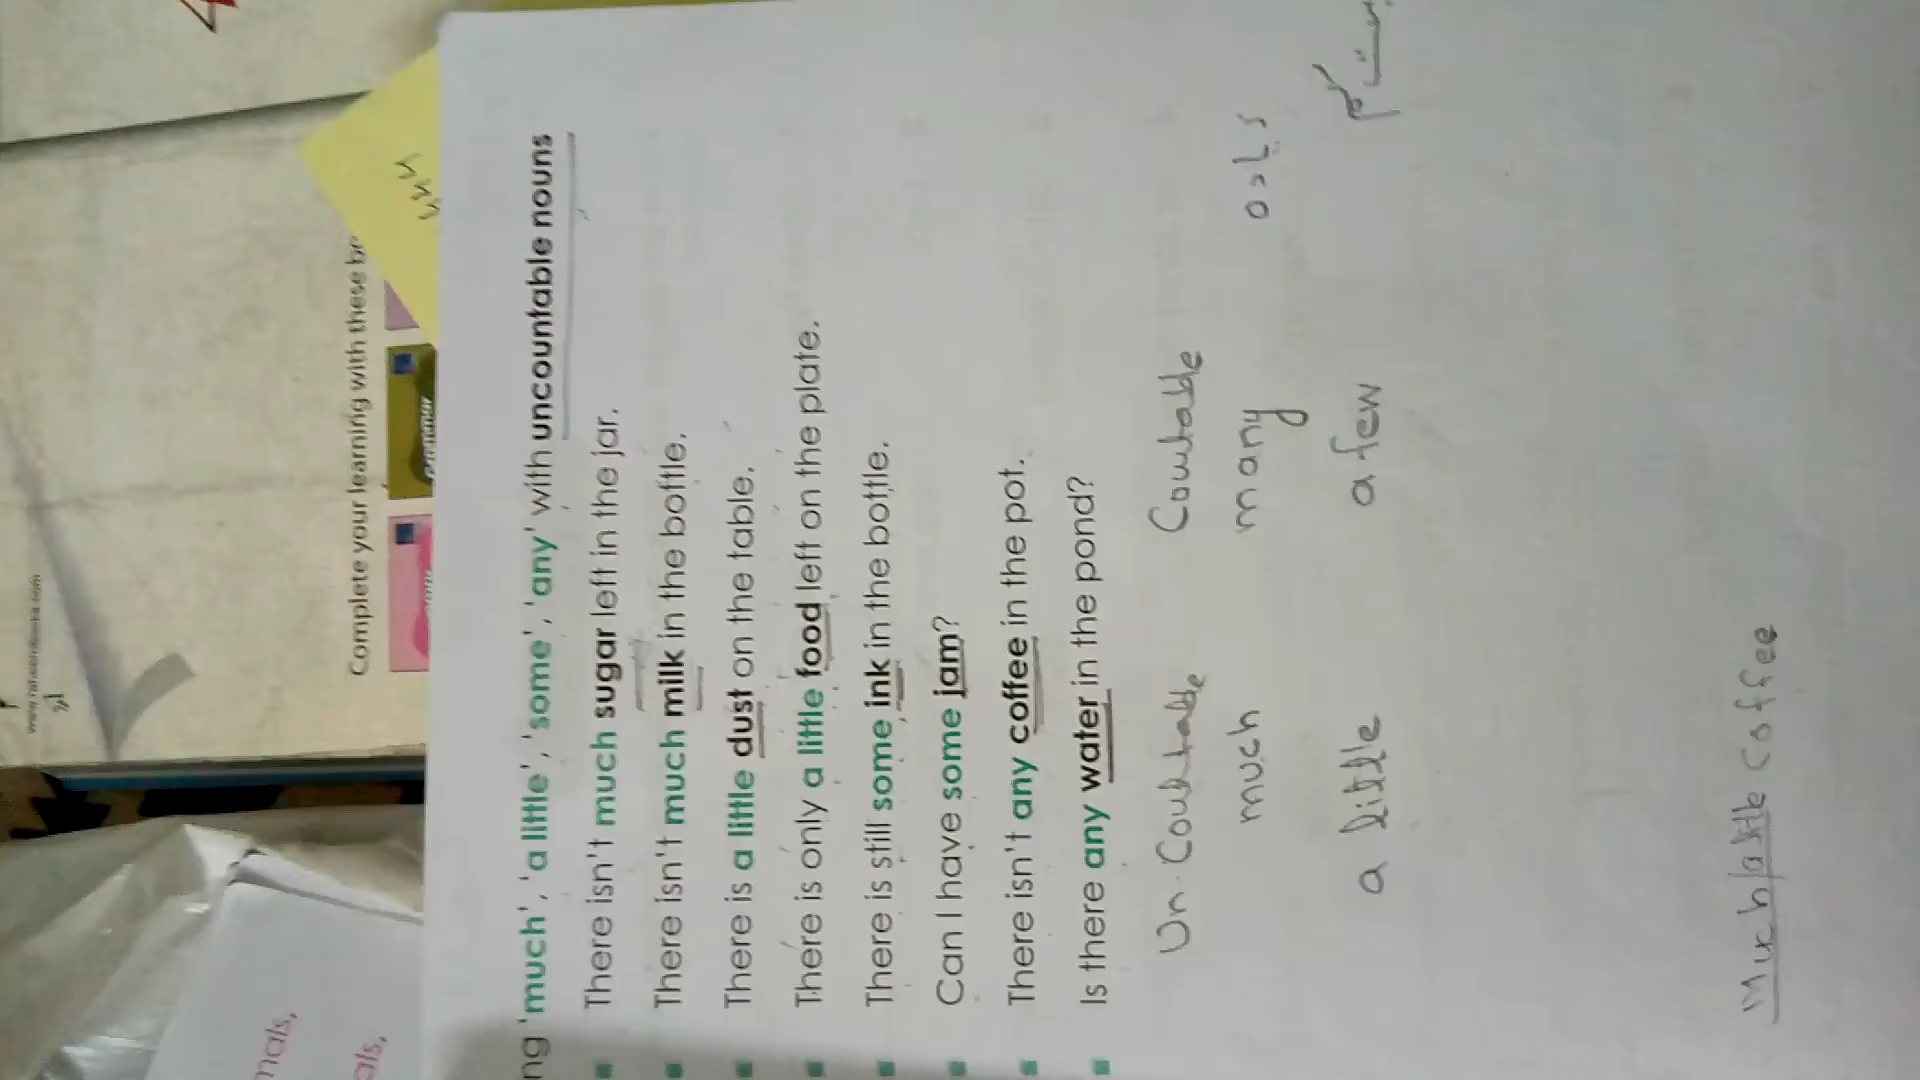 Complete your learning with these
ng 'much', 'a little', 'some', 'any' with uncountable nouns
There isn't much sugar left in the jar.
There isn't much milk in the bottle.
There is a little dust on the table.
There is only a little food left on the plate.
There is still some ink in the bottle.
Can I have some jam?
There isn't any coffee in the pot.
Is there any water in the pond?
Un.Countable Countable
much many
a little a few
Much/a little coffee
mals,
als,